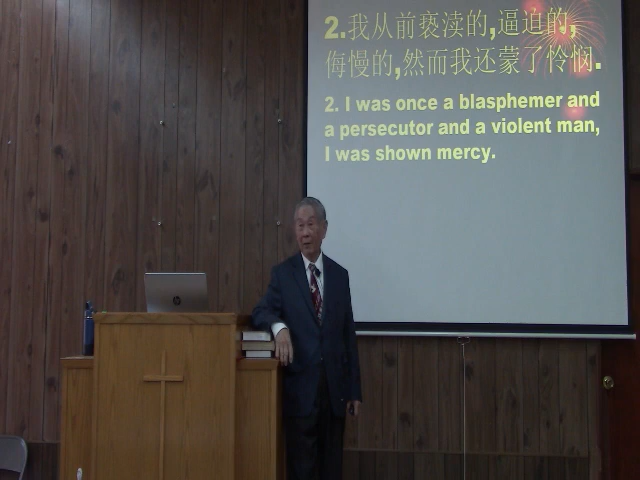 2.我从前亵渎的,逼迫的,
侮慢的,然而我还蒙了怜悯.
2. I was once a blasphemer and
a persecutor and a violent man,
I was shown mercy.
hp